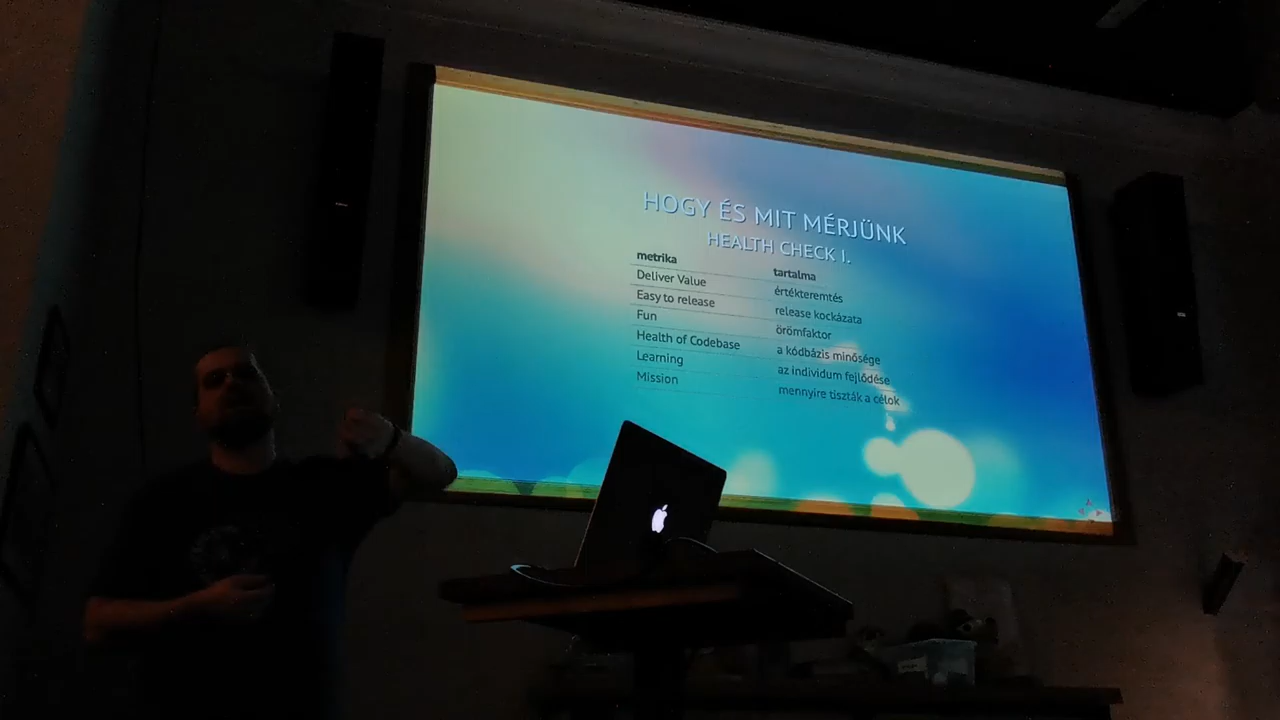 HOGY ÉS MIT MÉRJÜNK
HEALTH CHECK I.
metrika tartalma
Deliver Value értékteremtés
Easy to release release kockázata
Fun örömfaktor
Health of Codebase a kódbázis minősége
Learning az individum fejlődése
Mission mennyire tiszták a célok